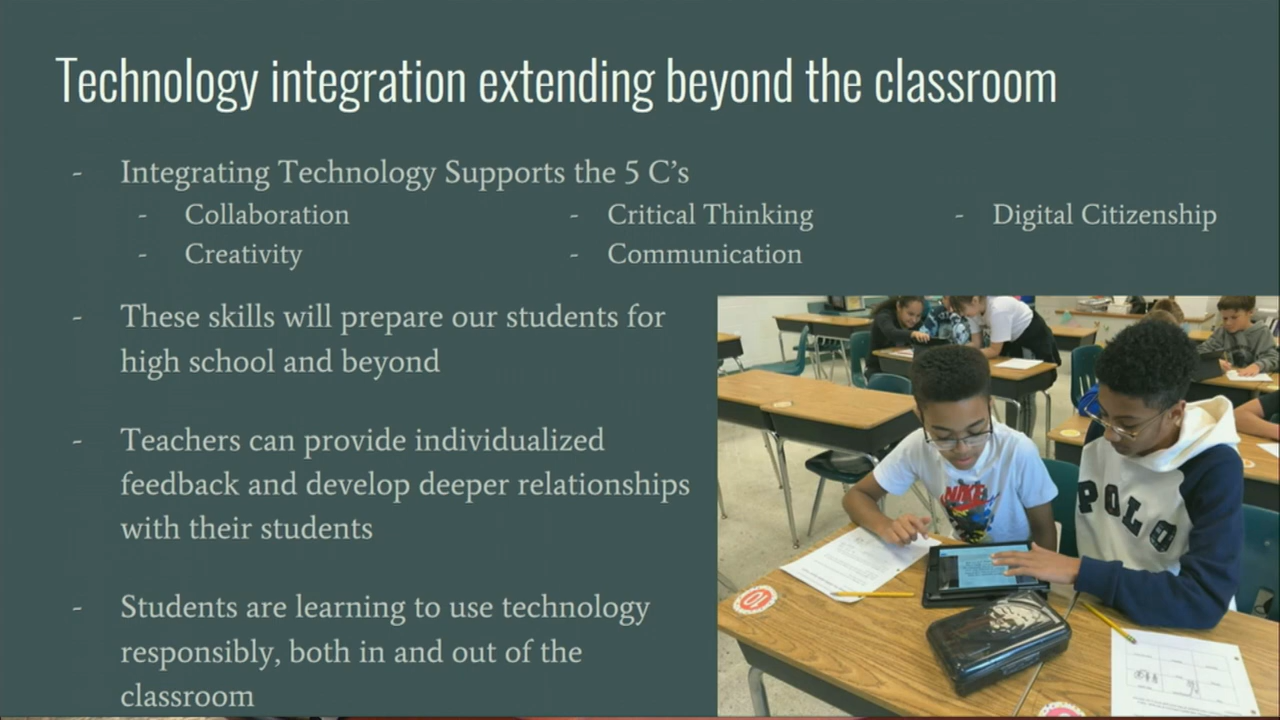 Technology integration extending beyond the classroom
- Integrating Technology Supports the 5 C's
- Collaboration - Critical Thinking - Digital Citizenship
- Creativity - Communication
- These skills will prepare our students for
high school and beyond
- Teachers can provide individualized
feedback and develop deeper relationships
with their students
- Students are learning to use technology
responsibly, both in and out of the
classroom
NIKE
POLO
10